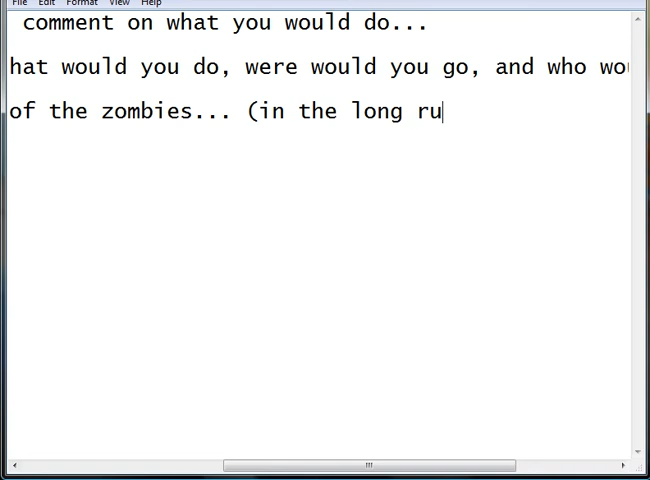 File Edit Format View Help
comment on what you would do...
hat would you do, were would you go, and who wou
of the zombies... (in the long ru